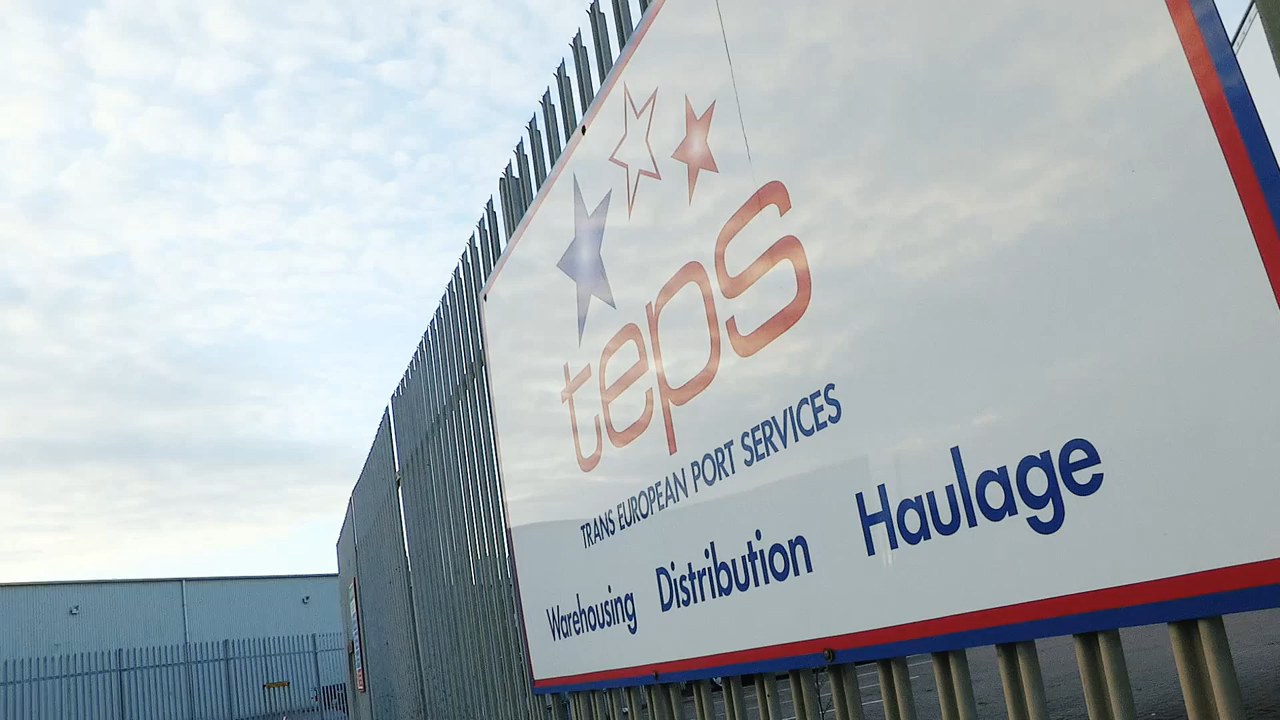 teps
TRANS EUROPEAN PORT SERVICES
Warehousing Distribution Haulage